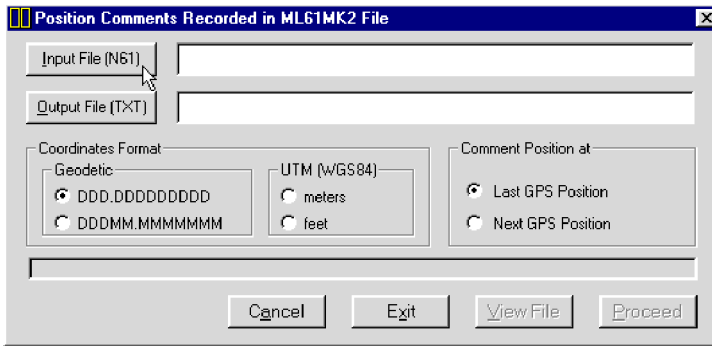 Position Comments Recorded in ML61MK2 File
Input File (N61)
Output File (TXT)
Coordinates Format
Geodetic
DDD.DDDDDDDDD
DDDMM.MMMMMMM
UTM (WGS84)
meters
feet
Comment Position at
Last GPS Position
Next GPS Position
Cancel
Exit
View File
Proceed